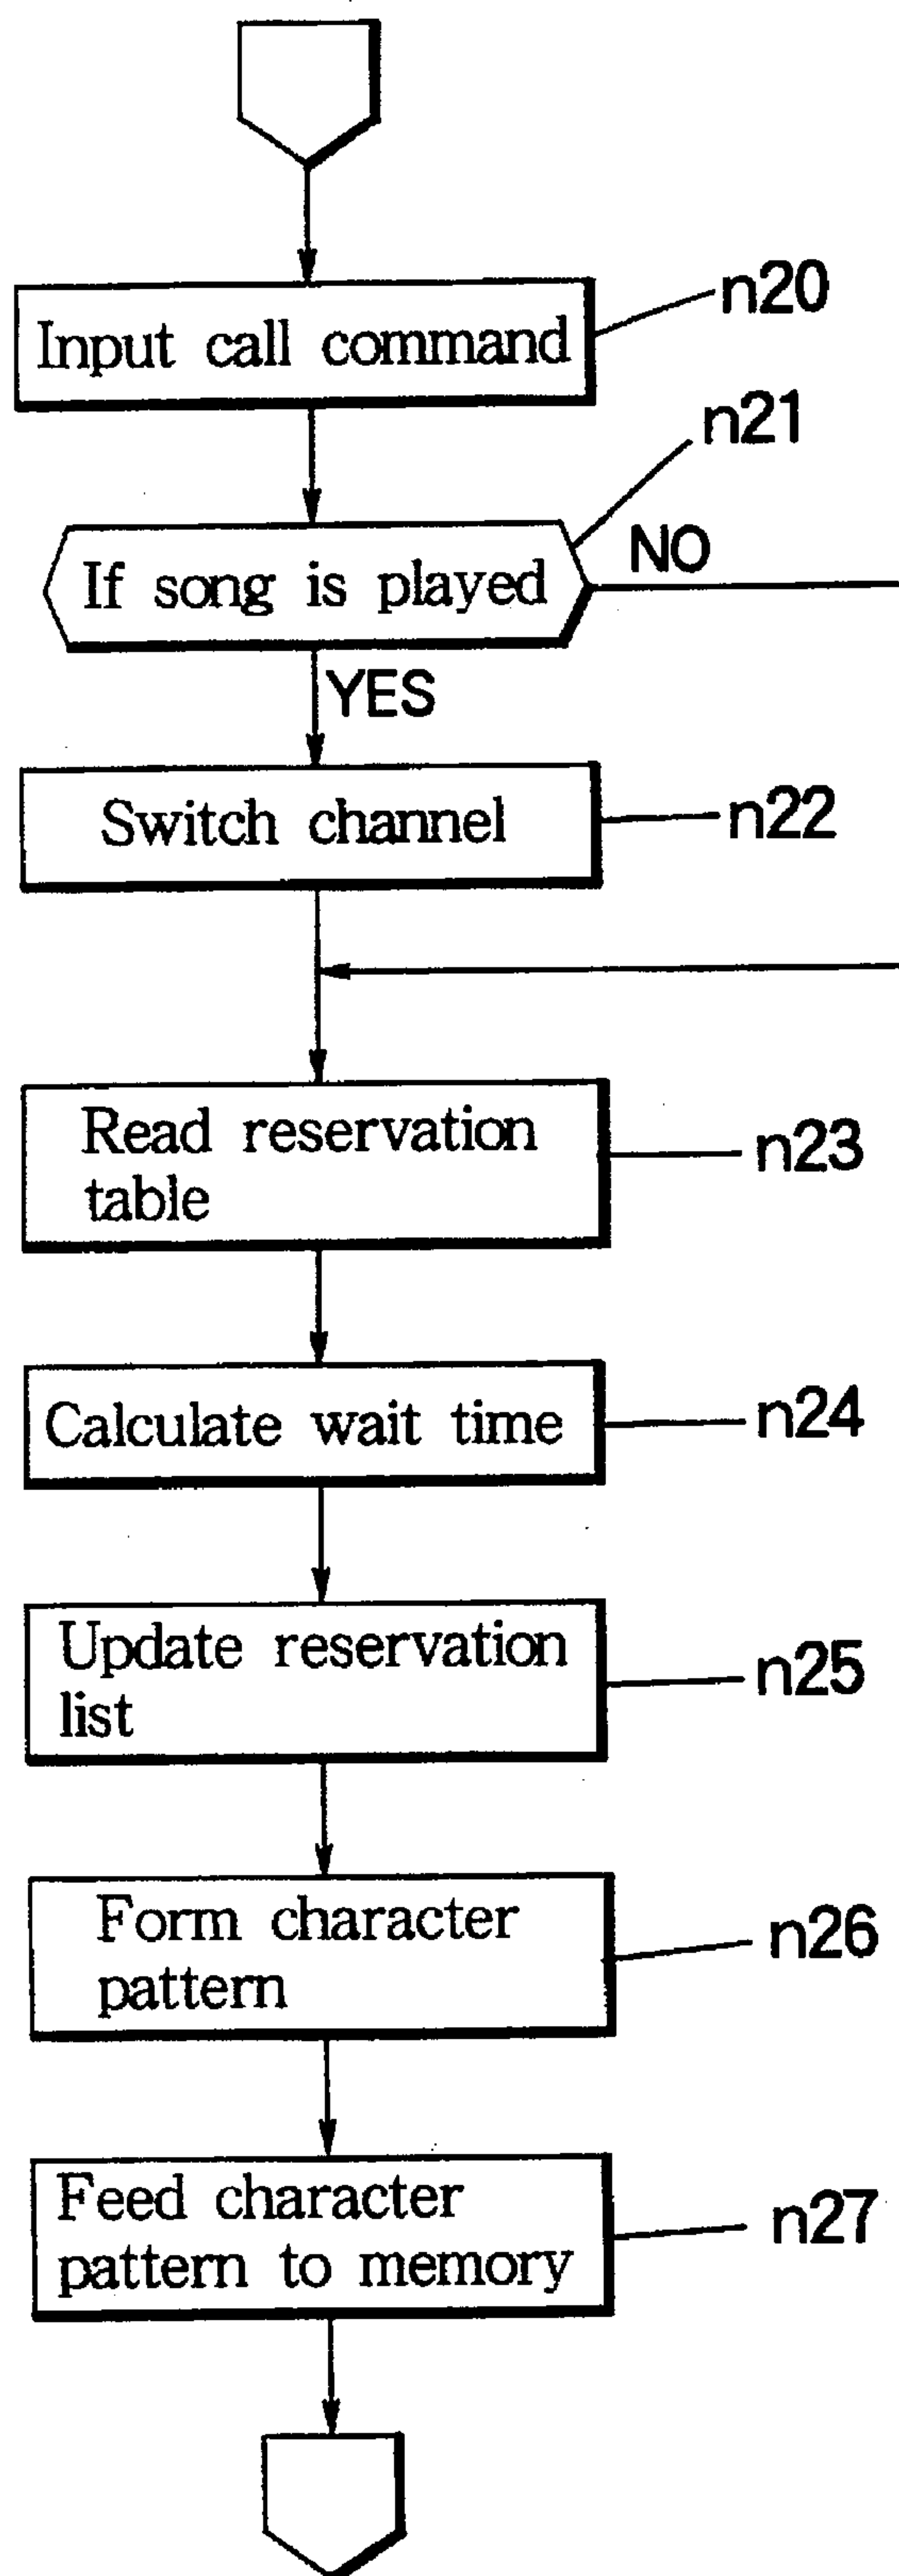 Input call command
n20
n21
If song is played
NO
YES
Switch channel
n22
Read reservation
table
n23
Calculate wait time
n24
Update reservation
list
n25
Form character
pattern
n26
Feed character
pattern to memory
n27